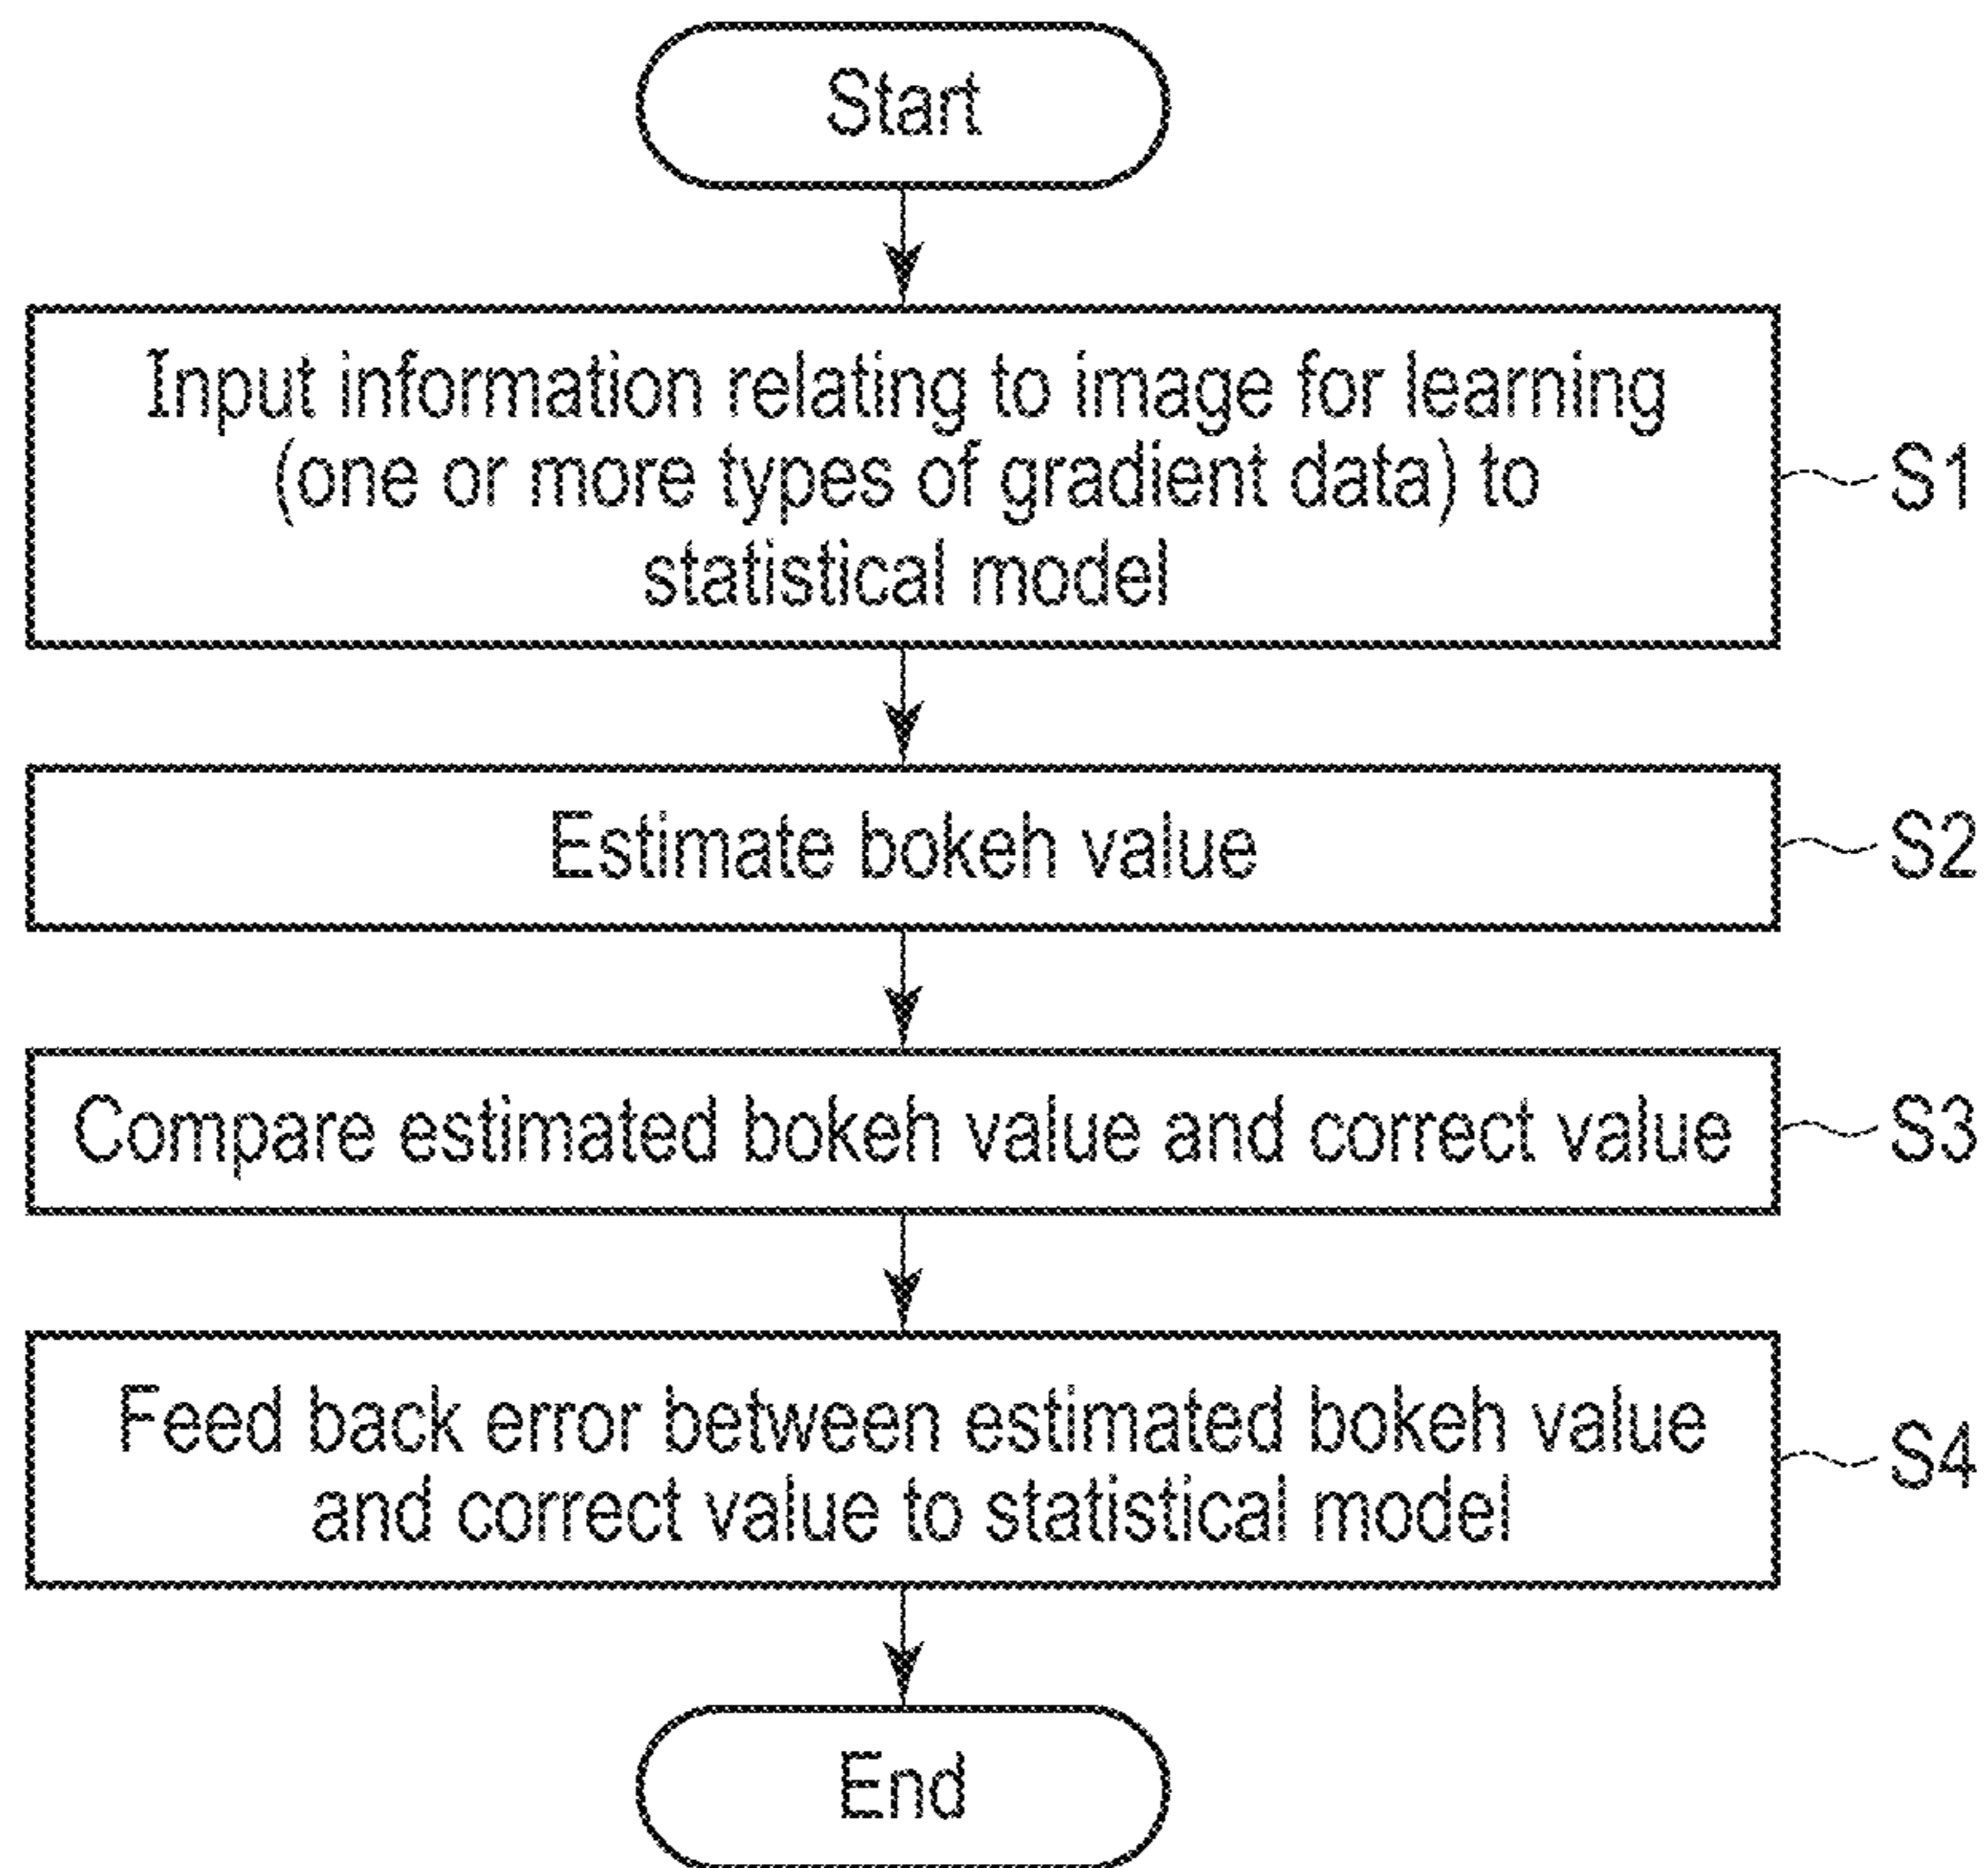 Start
Input information relating to image for learning
(one or more types of gradient data) to
statistical model
S1
Estimate bokeh value
S2
Compare estimated bokeh value and correct value
S3
Feed back error between estimated bokeh value
and correct value to statistical model
S4
End